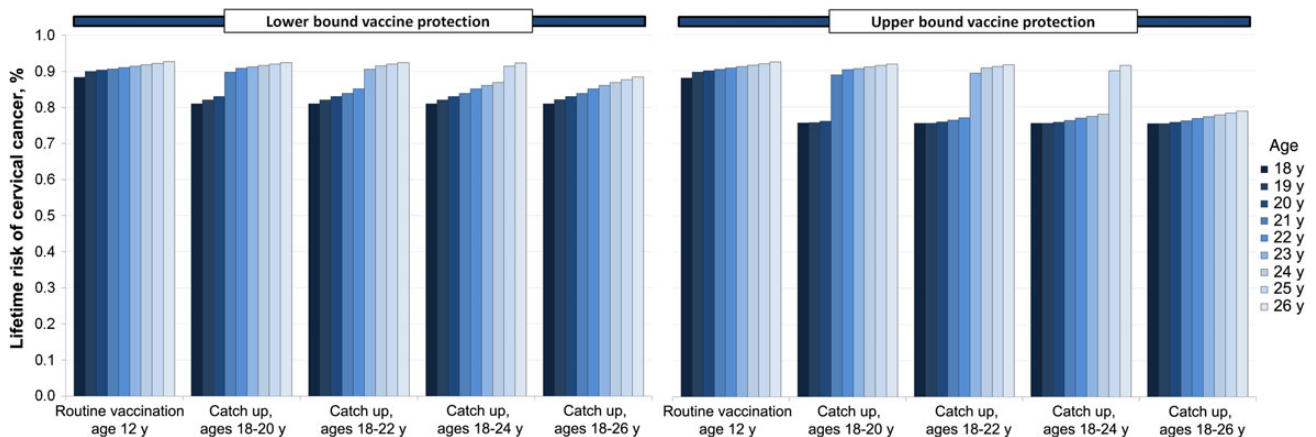 Lower bound vaccine protection
Upper bound vaccine protection
Lifetime risk of cervical cancer, %
1.0
0.9
0.8
0.7
0.6
0.5
0.4
0.3
0.2
0.1
0.0
Routine vaccination
age 12 y
Catch up,
ages 18-20 y
Catch up,
ages 18-22 y
Catch up,
ages 18-24 y
Catch up,
ages 18-26 y
Routine vaccination
age 12 y
Catch up,
ages 18-20 y
Catch up,
ages 18-22 y
Catch up,
ages 18-24 y
Catch up,
ages 18-26 y
Age
18 y
19 y
20 y
21 y
22 y
23 y
24 y
25 y
26 y